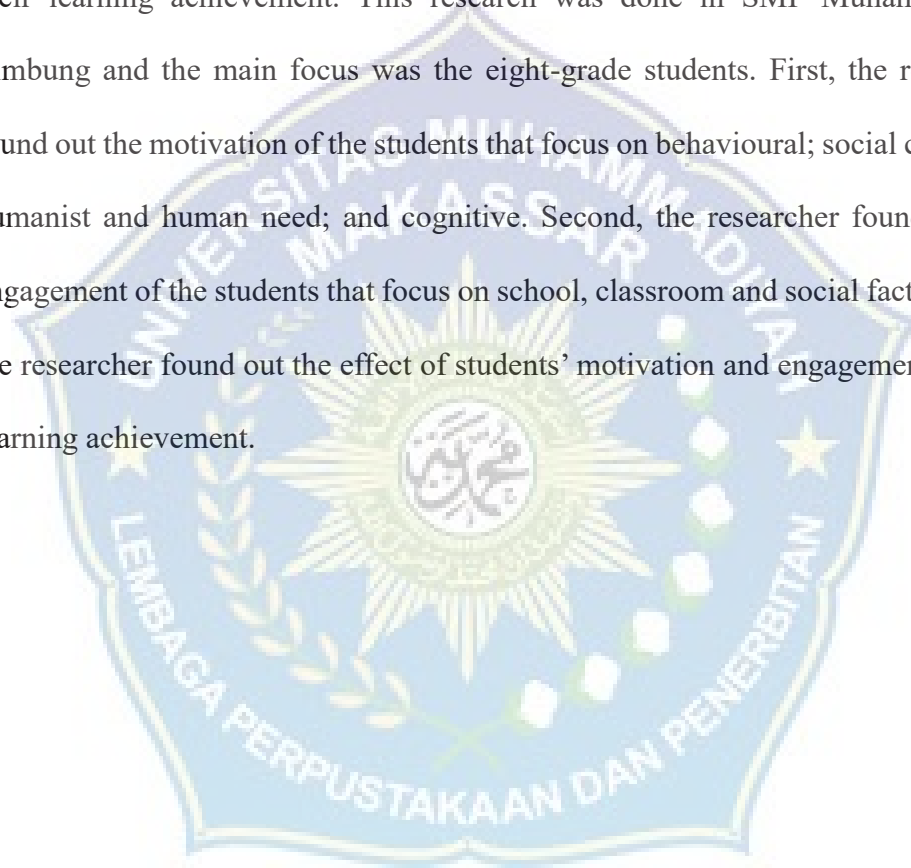 learning achievement. This research was done in SMP
mbung and the main focus was the eight-grade students. First, the
und out the motivation of the students that focus on behavioural; social
umanist and human need; and cognitive. Second, the researcher foun
ngagement of the students that focus on school, classroom and social fact
e researcher found out the effect of students’ motivation and engagemen
arning achievement.
UNIVERSITAS MUHAMMADIYAH
MAKASSAR
محمد
LEMBAGA PERPUSTAKAAN DAN PENERBITAN